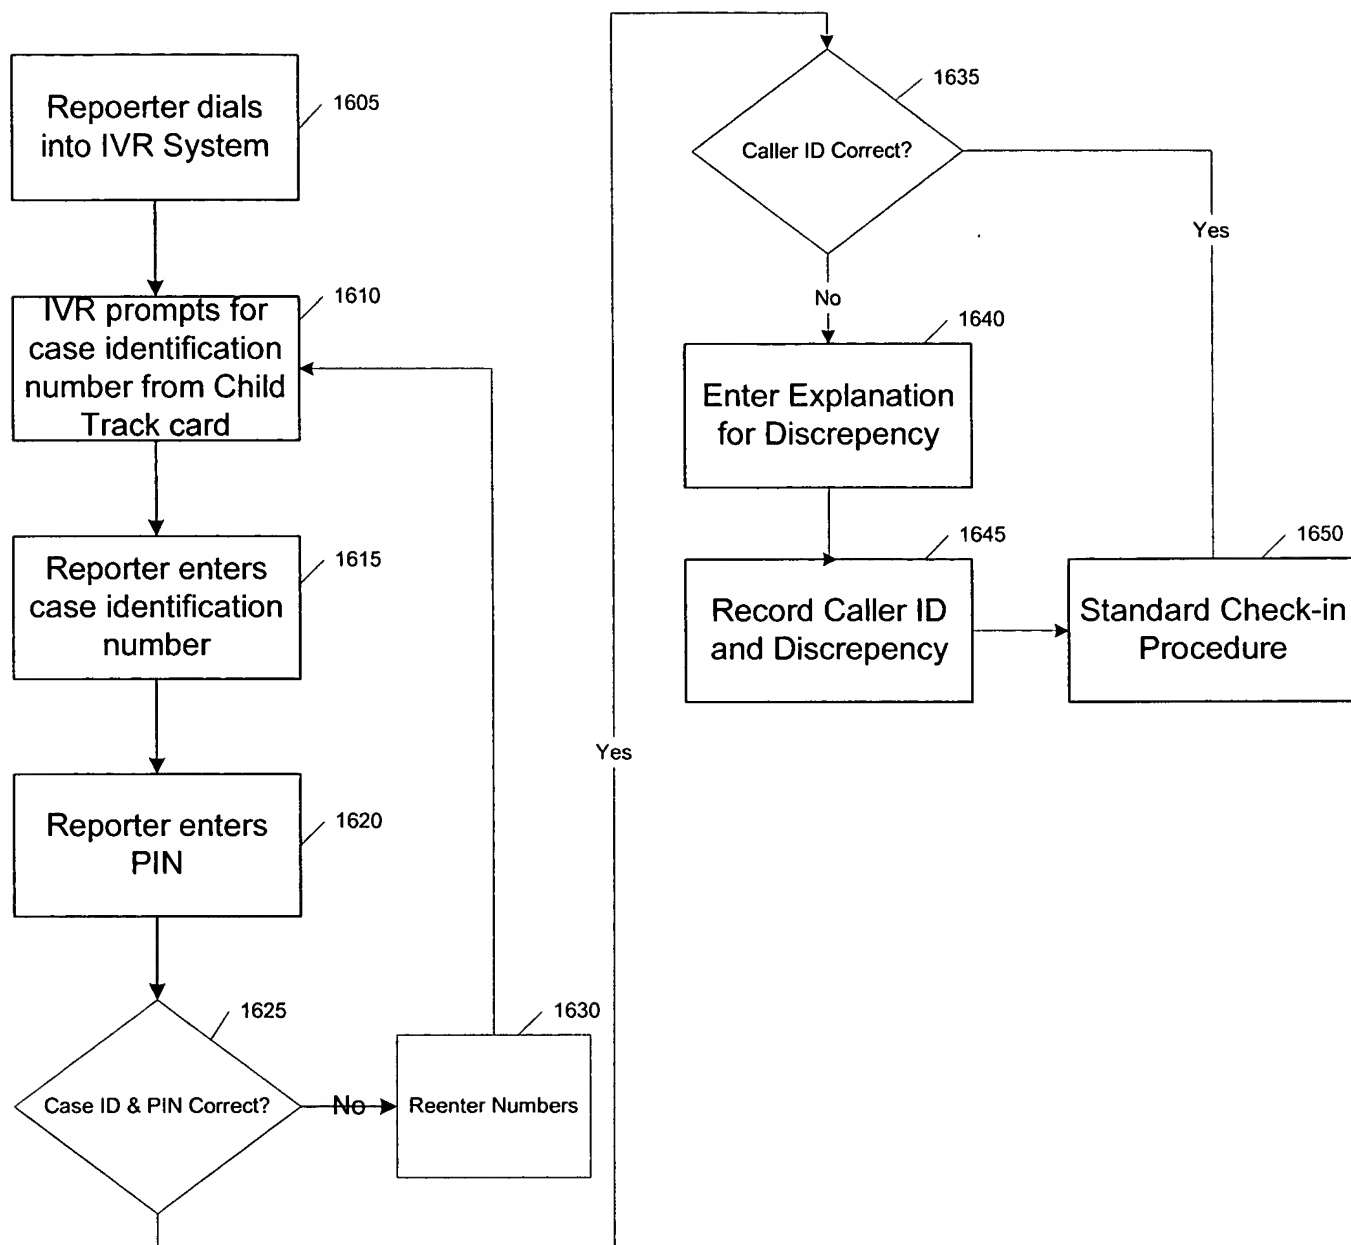 Repoerter dials
into IVR System
1605
IVR prompts for
case identification
number from Child
Track card
1610
Reporter enters
case identification
number
1615
Reporter enters
PIN
1620
Case ID & PIN Correct?
1625
No
Reenter Numbers
1630
Yes
Caller ID Correct?
1635
Yes
No
Enter Explanation
for Discrepency
1640
Record Caller ID
and Discrepency
1645
Standard Check-in
Procedure
1650